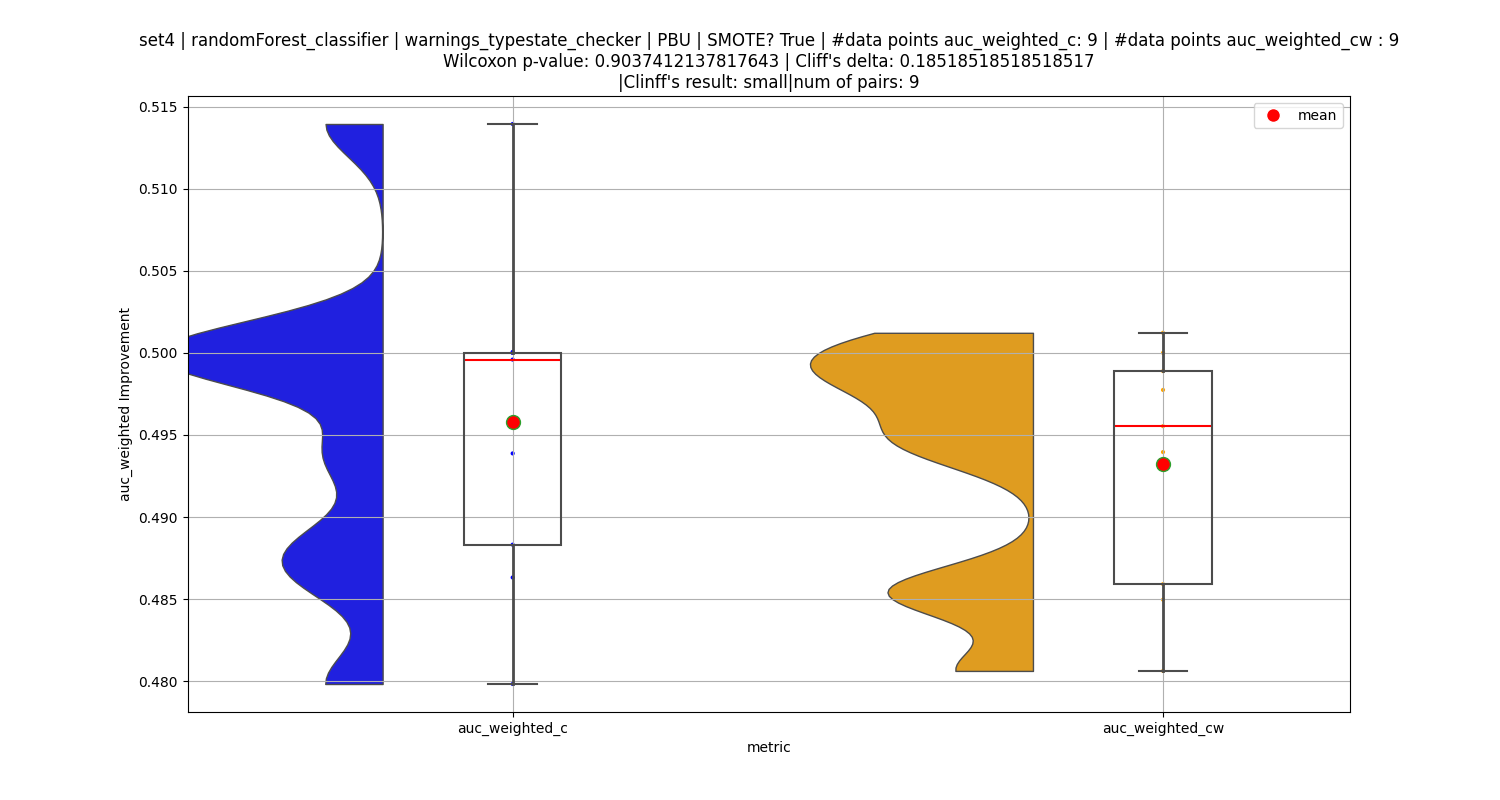 set4 | randomForest_classifier | warnings_typestate_checker | PBU | SMOTE? True | #data points auc_weighted_c: 9 | #data points auc_weighted_cw : 9
Wilcoxon p-value: 0.9037412137817643 | Cliff's delta: 0.18518518518518517
|Clinff's result: small|num of pairs: 9
mean
0.515
0.510
0.505
0.500
0.495
0.490
0.485
0.480
auc_weighted Improvement
auc_weighted_c
auc_weighted_cw
metric